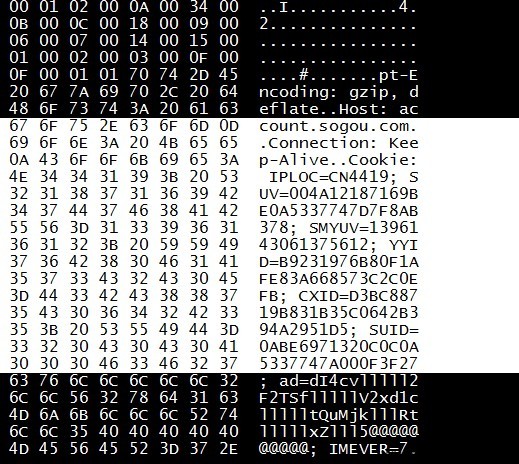 00 01 02 00 0A 00 34 00 ..I..........4.
0B 00 0C 00 18 00 09 00 2...............
06 00 07 00 14 00 15 00 ................
01 00 02 00 03 00 0F 00 ................
0F 00 01 01 70 74 2D 45 ....#.......pt-E
20 67 7A 69 70 2C 20 64 ncoding: gzip, d
48 6F 73 74 3A 20 61 63 eflate..Host: ac
67 6F 75 2E 63 6F 6D 0D count.sogou.com.
69 6F 6E 3A 20 4B 65 65 .Connection: Kee
0A 43 6F 6F 6B 69 65 3A p-Alive..Cookie:
4E 34 34 31 39 3B 20 53 IPLOC=CN4419; S
32 31 38 37 31 36 39 42 UV=004A12187169B
34 37 44 37 46 38 41 42 E0A5337747D7F8AB
55 56 3D 31 33 39 36 31 378; SMYUV=13961
36 31 32 3B 20 59 59 49 43061375612; YYI
37 36 42 38 30 46 31 41 D=B9231976B80F1A
35 37 33 43 32 43 30 45 FE83A668573C2C0E
3D 44 33 42 43 38 38 37 FB; CXID=D3BC887
35 43 30 36 34 32 42 33 19B831B35C0642B3
35 3B 20 53 55 49 44 3D 94A2951D5; SUID=
33 32 30 43 30 43 30 41 0ABE6971320C0C0A
30 30 30 46 33 46 32 37 5337747A000F3F27
63 76 6C 6C 6C 6C 6C 32 ; ad=dI4cvlllll2
6C 6C 56 32 78 64 31 63 F2TSflllllV2xd1c
4D 6A 6B 6C 6C 6C 52 74 llllltQuMjklllRt
6C 6C 35 40 40 40 40 40 lllllxZlll5@@@@@
4D 45 56 45 52 3D 37 2E @@@@@; IMEVER=7.